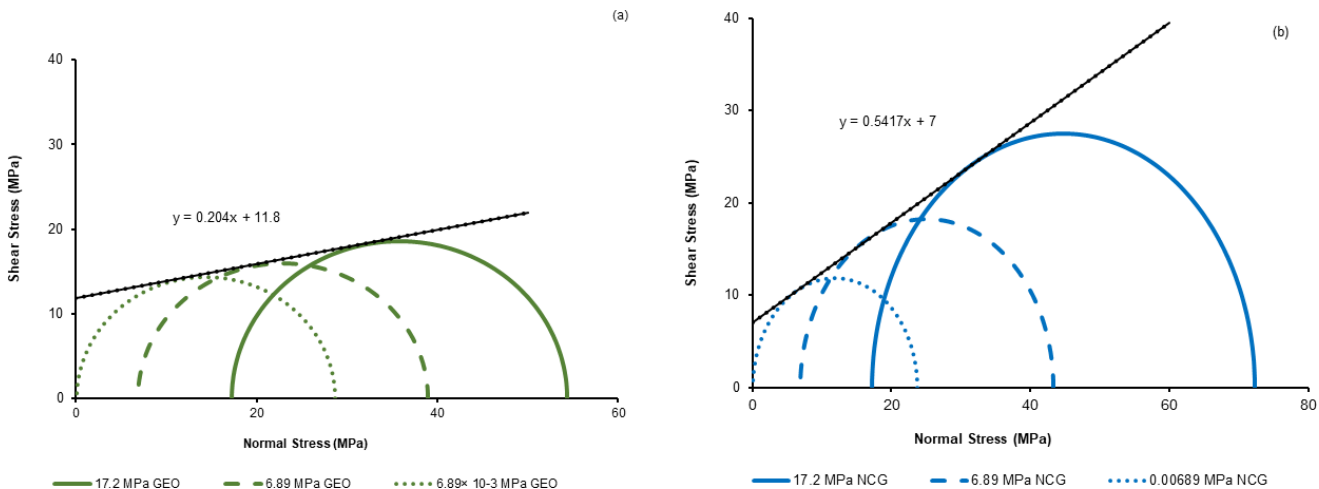 (a)
40
30
20
10
0
0
20
40
60
Shear Stress (MPa)
y = 0.204x + 11.8
Normal Stress (MPa)
17.2 MPa GEO
6.89 MPa GEO
6.89× 10-3 MPa GEO
(b)
40
30
20
10
0
0
20
40
60
80
Shear Stress (MPa)
y = 0.5417x + 7
Normal Stress (MPa)
17.2 MPa NCG
6.89 MPa NCG
0.00689 MPa NCG